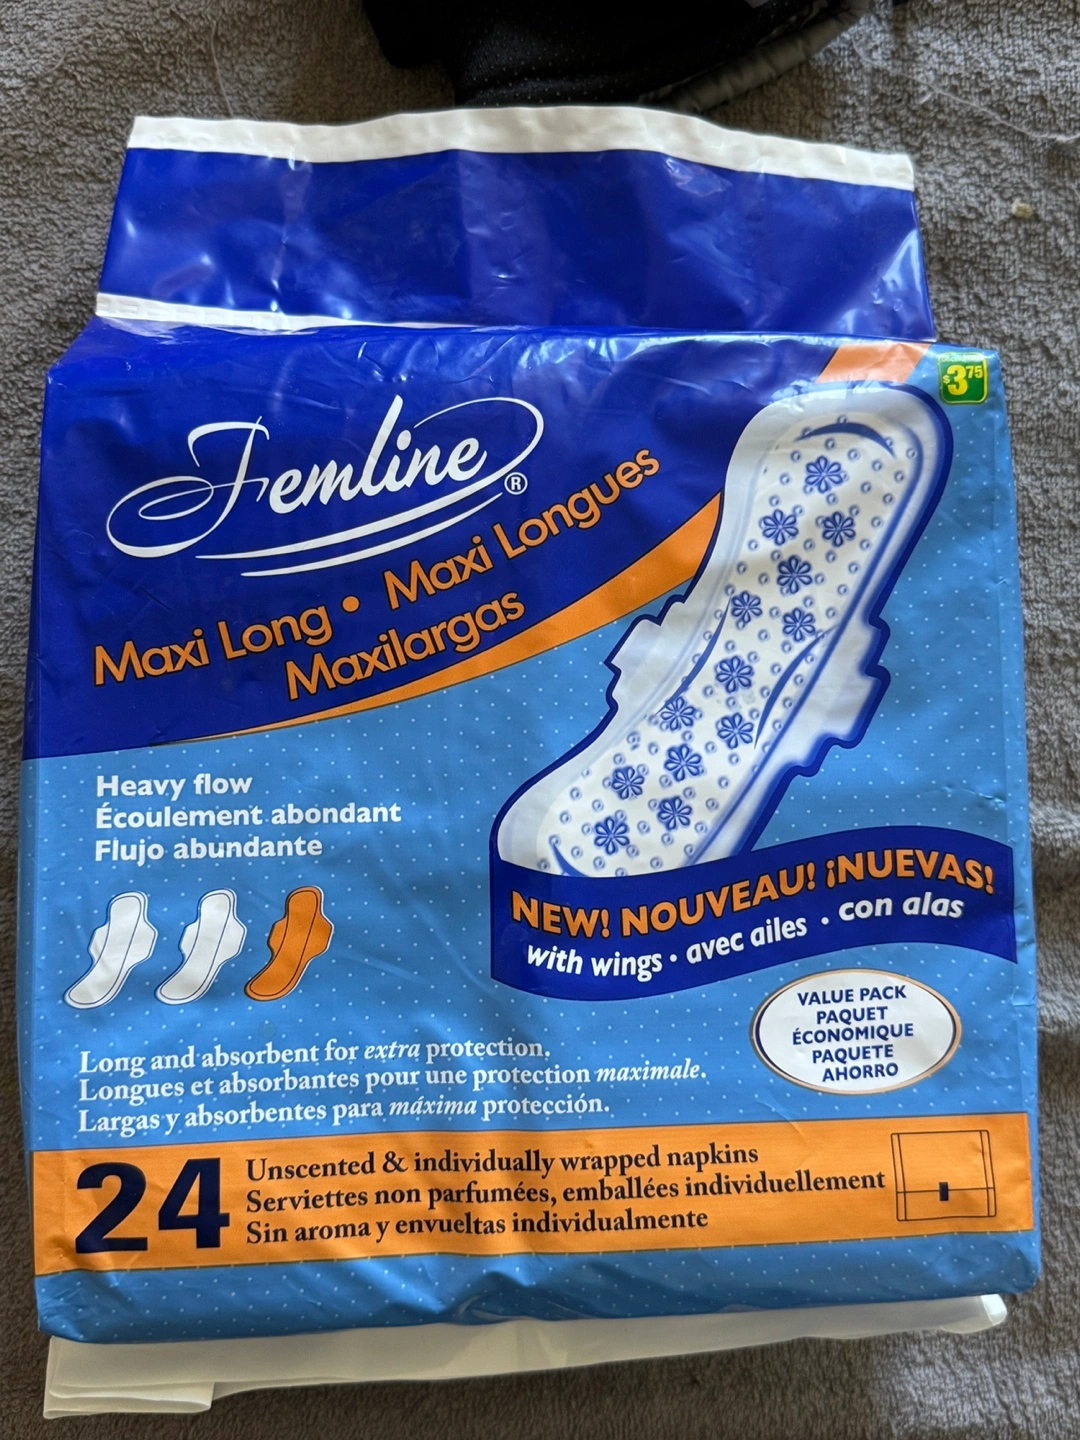 $3.75
Femline®
Maxi Long • Maxi Longues
Maxilargas
Heavy flow
Écoulement abondant
Flujo abundante
NEW! NOUVEAU! ¡NUEVAS!
with wings • avec ailes • con alas
VALUE PACK
PAQUET
ÉCONOMIQUE
PAQUETE
AHORRO
Long and absorbent for extra protection.
Longues et absorbantes pour une protection maximale.
Largas y absorbentes para máxima protección.
24
Unscented & individually wrapped napkins
Serviettes non parfumées, emballées individuellement
Sin aroma y envueltas individualmente